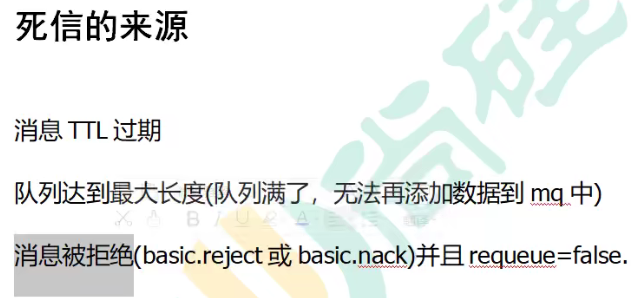 死信的来源
消息 TTL 过期
队列达到最大长度(队列满了，无法再添加数据到 mq 中)
消息被拒绝(basic.reject 或 basic.nack)并且 requeue=false.